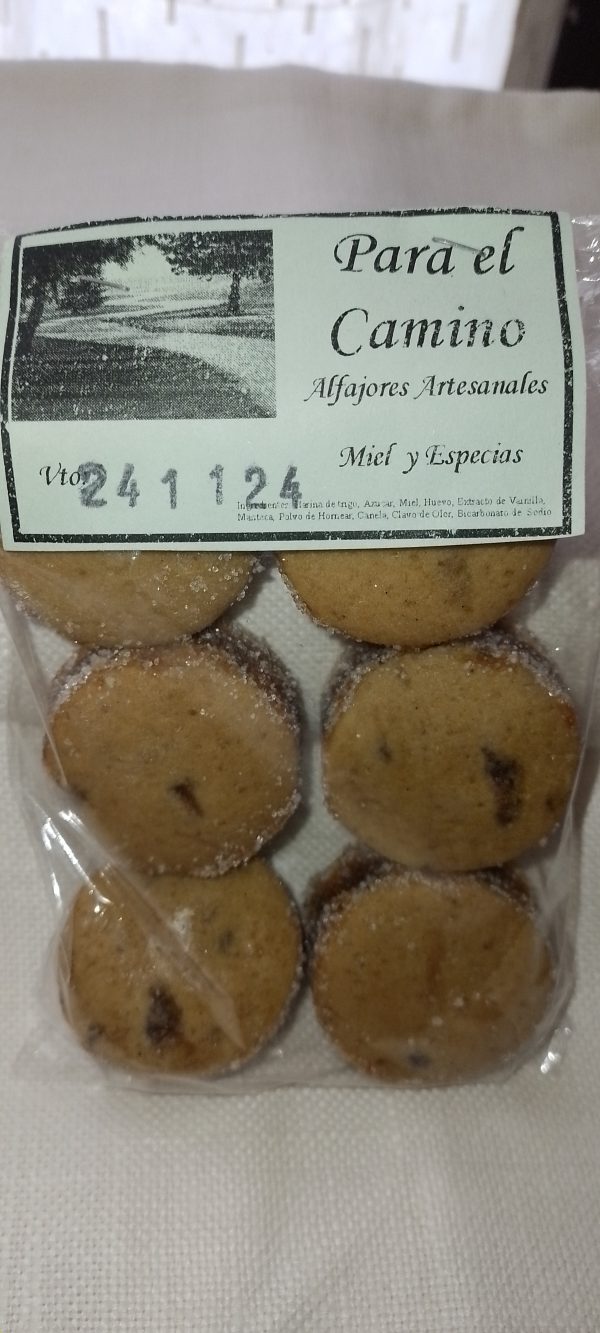 Para el
Camino
Alfajores Artesanales
Miel y Especias
Vto: 241124
Ingredientes: Harina de trigo, Azucar, Miel, Huevo, Extracto de Vainilla,
Manteca, Polvo de Hornear, Canela, Clavo de Olor, Bicarbonato de Sodio